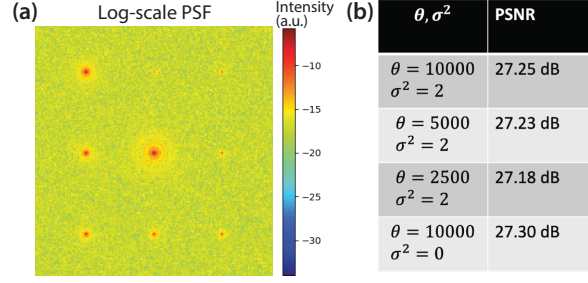 (a)
Log-scale PSF
Intensity
(a.u.)
−10
−15
−20
−25
−30
(b)
θ, σ² PSNR
θ = 10000
σ² = 2
27.25 dB
θ = 5000
σ² = 2
27.23 dB
θ = 2500
σ² = 2
27.18 dB
θ = 10000
σ² = 0
27.30 dB